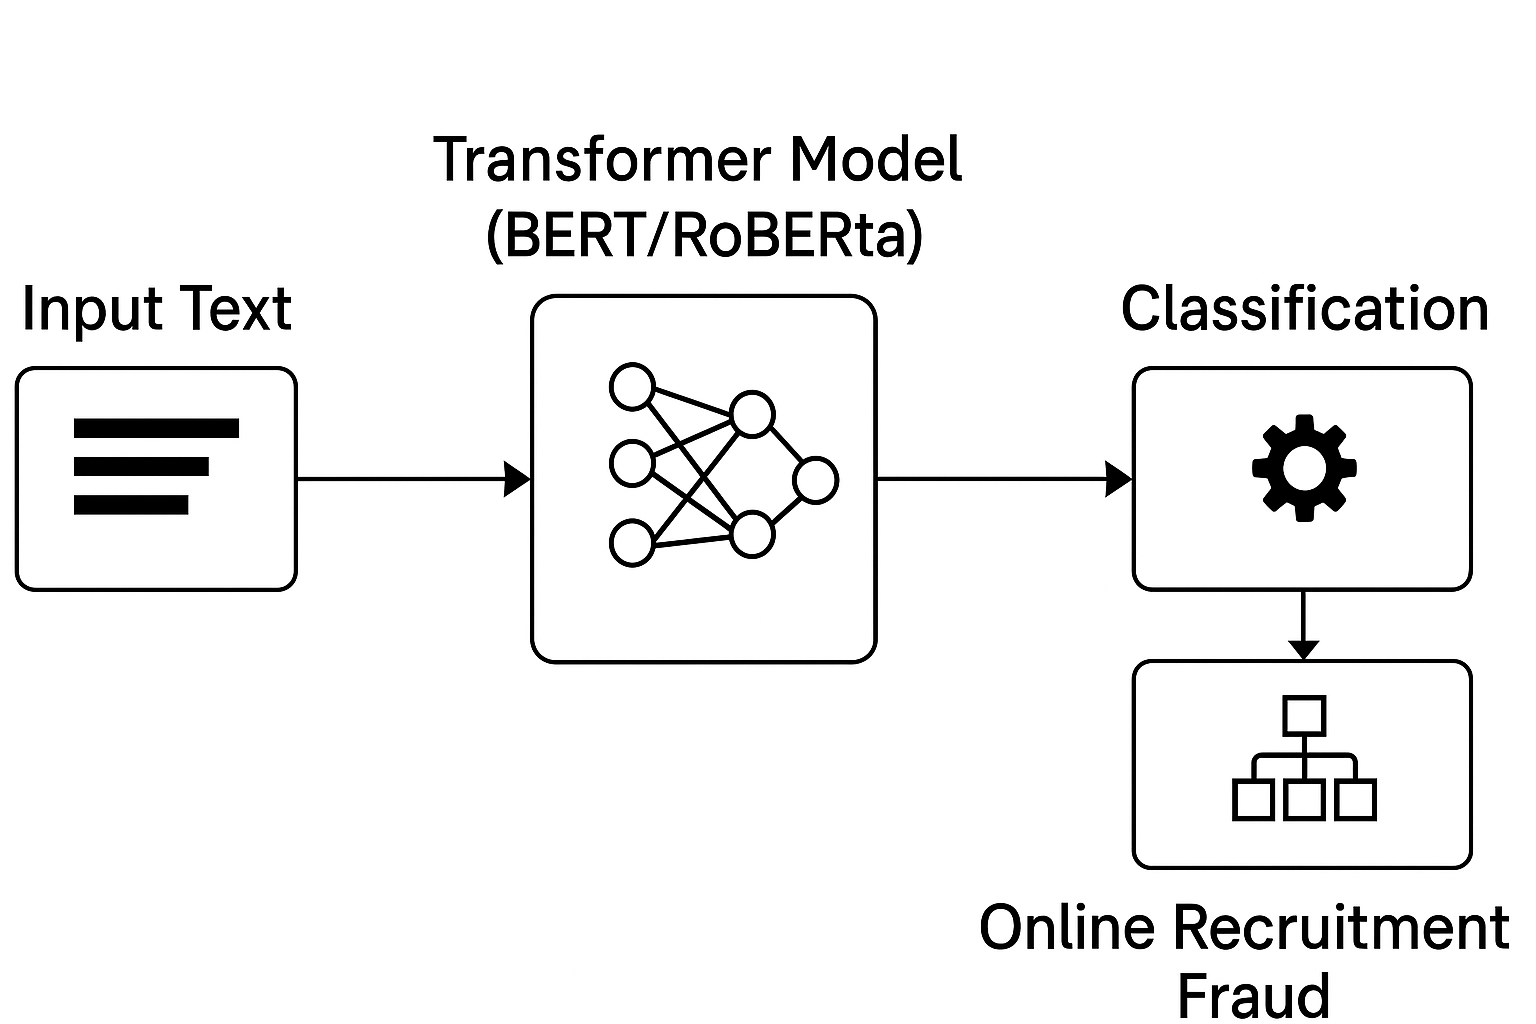 Input Text
Transformer Model
(BERT/RoBERta)
Classification
Online Recruitment
Fraud